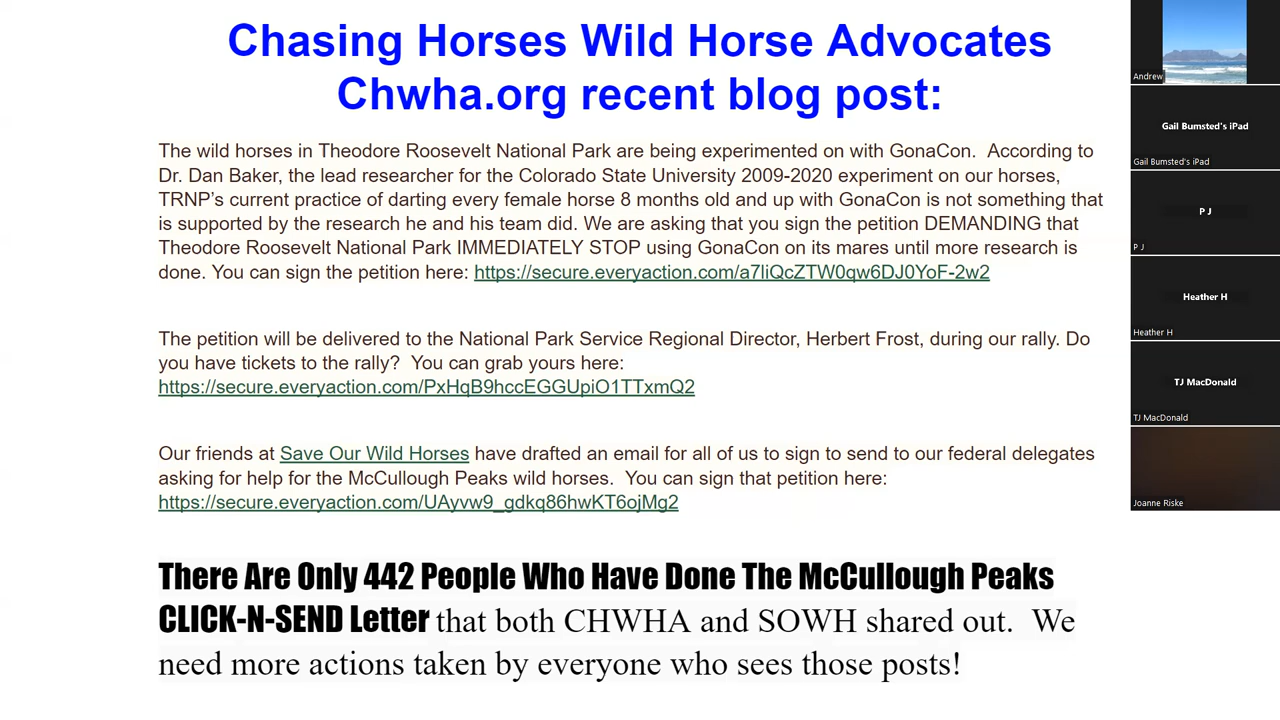 Chasing Horses Wild Horse Advocates
Chwha.org recent blog post:
The wild horses in Theodore Roosevelt National Park are being experimented on with GonaCon.  According to
Dr. Dan Baker, the lead researcher for the Colorado State University 2009-2020 experiment on our horses,
TRNP's current practice of darting every female horse 8 months old and up with GonaCon is not something that
is supported by the research he and his team did. We are asking that you sign the petition DEMANDING that
Theodore Roosevelt National Park IMMEDIATELY STOP using GonaCon on its mares until more research is
done. You can sign the petition here: https://secure.everyaction.com/a7liQcZTW0qw6DJ0YoF-2w2
The petition will be delivered to the National Park Service Regional Director, Herbert Frost, during our rally. Do
you have tickets to the rally?  You can grab yours here:
https://secure.everyaction.com/PxHqB9hccEGGUpiO1TTxmQ2
Our friends at Save Our Wild Horses have drafted an email for all of us to sign to send to our federal delegates
asking for help for the McCullough Peaks wild horses.  You can sign that petition here:
https://secure.everyaction.com/UAyvw9_gdkq86hwKT6ojMg2
There Are Only 442 People Who Have Done The McCullough Peaks
CLICK-N-SEND Letter that both CHWHA and SOWH shared out.  We
need more actions taken by everyone who sees those posts!
Andrew
Gail Bumsted's iPad
Gail Bumsted's iPad
P J
P J
Heather H
Heather H
TJ MacDonald
TJ MacDonald
Joanne Riske